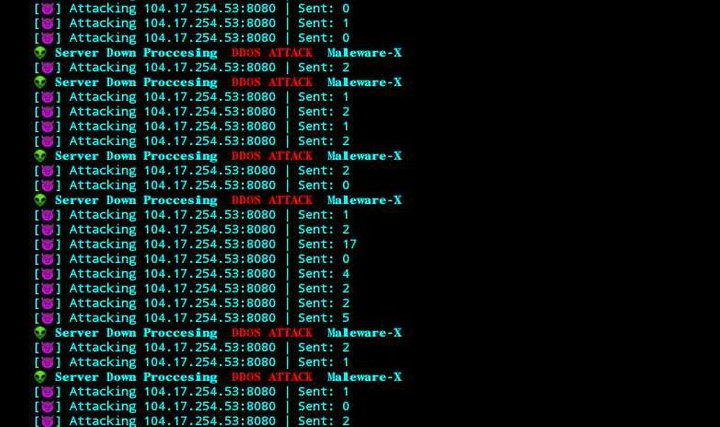 [😈] Attacking 104.17.254.53:8080 | Sent: 0
[😈] Attacking 104.17.254.53:8080 | Sent: 1
[😈] Attacking 104.17.254.53:8080 | Sent: 0
👽 Server Down Proccesing DDOS ATTACK Maleware-X
[😈] Attacking 104.17.254.53:8080 | Sent: 2
👽 Server Down Proccesing DDOS ATTACK Maleware-X
[😈] Attacking 104.17.254.53:8080 | Sent: 1
[😈] Attacking 104.17.254.53:8080 | Sent: 2
[😈] Attacking 104.17.254.53:8080 | Sent: 1
[😈] Attacking 104.17.254.53:8080 | Sent: 2
👽 Server Down Proccesing DDOS ATTACK Maleware-X
[😈] Attacking 104.17.254.53:8080 | Sent: 2
[😈] Attacking 104.17.254.53:8080 | Sent: 0
👽 Server Down Proccesing DDOS ATTACK Maleware-X
[😈] Attacking 104.17.254.53:8080 | Sent: 1
[😈] Attacking 104.17.254.53:8080 | Sent: 2
[😈] Attacking 104.17.254.53:8080 | Sent: 17
[😈] Attacking 104.17.254.53:8080 | Sent: 0
[😈] Attacking 104.17.254.53:8080 | Sent: 4
[😈] Attacking 104.17.254.53:8080 | Sent: 2
[😈] Attacking 104.17.254.53:8080 | Sent: 2
[😈] Attacking 104.17.254.53:8080 | Sent: 5
👽 Server Down Proccesing DDOS ATTACK Maleware-X
[😈] Attacking 104.17.254.53:8080 | Sent: 2
[😈] Attacking 104.17.254.53:8080 | Sent: 1
👽 Server Down Proccesing DDOS ATTACK Maleware-X
[😈] Attacking 104.17.254.53:8080 | Sent: 1
[😈] Attacking 104.17.254.53:8080 | Sent: 0
[😈] Attacking 104.17.254.53:8080 | Sent: 2